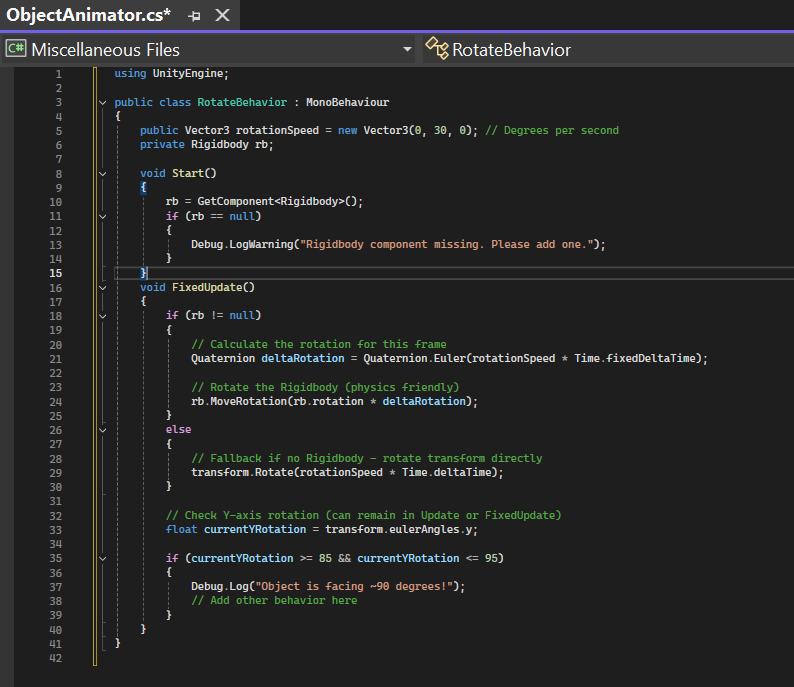 ObjectAnimator.cs*
C# Miscellaneous Files RotateBehavior
1 using UnityEngine;
2
3 public class RotateBehavior : MonoBehaviour
4 {
5 public Vector3 rotationSpeed = new Vector3(0, 30, 0); // Degrees per second
6 private Rigidbody rb;
7
8 void Start()
9 {
10 rb = GetComponent<Rigidbody>();
11 if (rb == null)
12 {
13 Debug.LogWarning("Rigidbody component missing. Please add one.");
14 }
15 }
16 void FixedUpdate()
17 {
18 if (rb != null)
19 {
20 // Calculate the rotation for this frame
21 Quaternion deltaRotation = Quaternion.Euler(rotationSpeed * Time.fixedDeltaTime);
22
23 // Rotate the Rigidbody (physics friendly)
24 rb.MoveRotation(rb.rotation * deltaRotation);
25 }
26 else
27 {
28 // Fallback if no Rigidbody - rotate transform directly
29 transform.Rotate(rotationSpeed * Time.deltaTime);
30 }
31
32 // Check Y-axis rotation (can remain in Update or FixedUpdate)
33 float currentYRotation = transform.eulerAngles.y;
34
35 if (currentYRotation >= 85 && currentYRotation <= 95)
36 {
37 Debug.Log("Object is facing ~90 degrees!");
38 // Add other behavior here
39 }
40 }
41 }
42